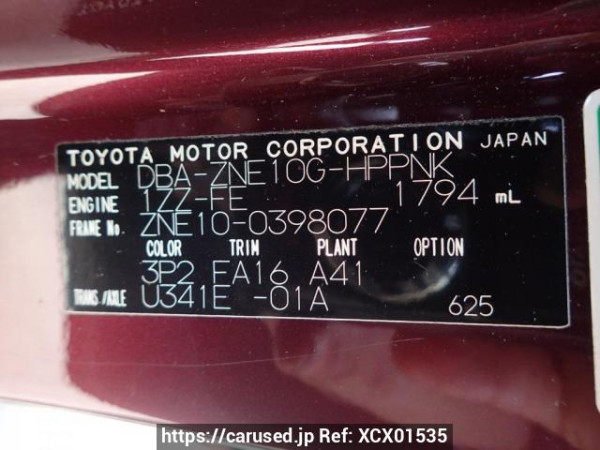 TOYOTA MOTOR CORPORATION JAPAN
MODEL DBA-ZNE10G-HPPNK
ENGINE 1ZZ-FE 1794 mL
FRAME No. ZNE10-0398077
COLOR TRIM PLANT OPTION
3P2 FA16 A41
TRANS/AXLE U341E -01A 625
https://carused.jp Ref: XCX01535